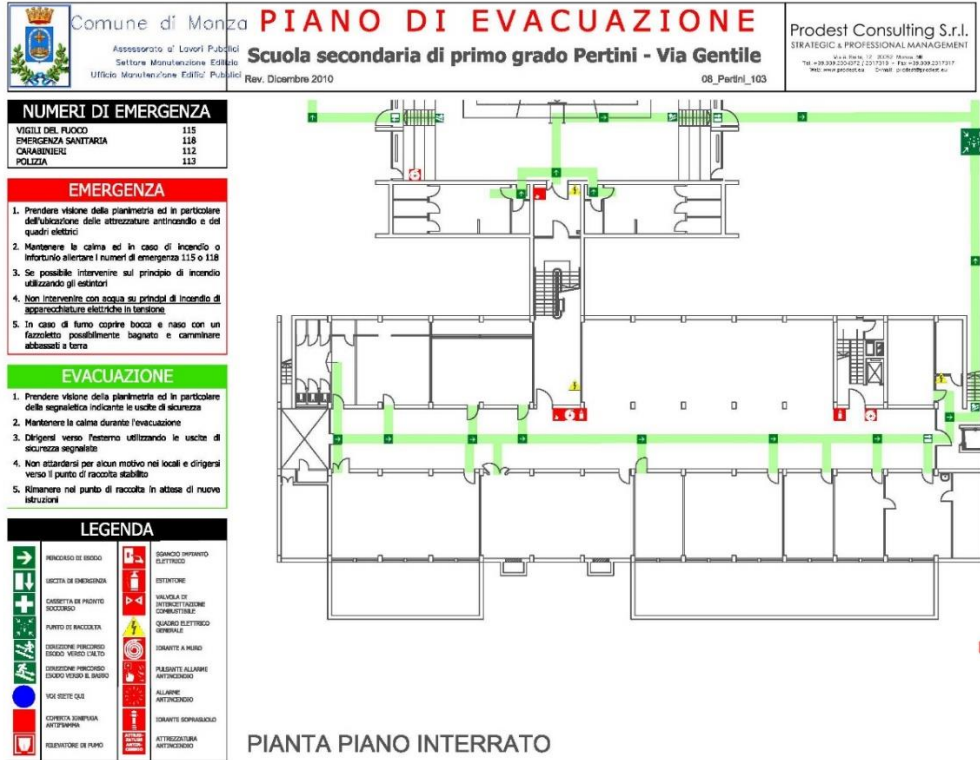 Comune di Monza
Assessorato ai Lavori Pubblici
Settore Manutenzione Edilizia
Ufficio Manutenzione Edifici Pubblici
PIANO DI EVACUAZIONE
Scuola secondaria di primo grado Pertini - Via Gentile
Rev. Dicembre 2010
08_Pertini_103
Prodest Consulting S.r.l.
STRATEGIC & PROFESSIONAL MANAGEMENT
NUMERI DI EMERGENZA
VIGILI DEL FUOCO 115
EMERGENZA SANITARIA 118
CARABINIERI 112
POLIZIA 113
EMERGENZA
1. Prendere visione della planimetria ed in particolare
dell'ubicazione delle attrezzature antincendio e dei
quadri elettrici
2. Mantenere la calma ed in caso di incendio o
infortunio allertare i numeri di emergenza 115 o 118
3. Se possibile intervenire sul principio di incendio
utilizzando gli estintori
4. Non intervenire con acqua su principi di incendio di
apparecchiature elettriche in tensione
5. In caso di fumo coprire bocca e naso con un
fazzoletto possibilmente bagnato e camminare
abbassati a terra
EVACUAZIONE
1. Prendere visione della planimetria ed in particolare
della segnaletica indicante le uscite di sicurezza
2. Mantenere la calma durante l'evacuazione
3. Dirigersi verso l'esterno utilizzando le uscite di
sicurezza segnalate
4. Non attardarsi per alcun motivo nei locali e dirigersi
verso il punto di raccolta stabilito
5. Rimanere nel punto di raccolta in attesa di nuove
istruzioni
LEGENDA
PERCORSO DI ESODO
USCITA DI EMERGENZA
CASSETTA DI PRONTO
SOCCORSO
PUNTO DI RACCOLTA
DIREZIONE PERCORSO
ESODO VERSO L'ALTO
DIREZIONE PERCORSO
ESODO VERSO IL BASSO
VOI SIETE QUI
COPERTA IGNIFUGA
ANTIFIAMMA
RILEVATORE DI FUMO
SGANCIO IMPIANTO
ELETTRICO
ESTINTORE
VALVOLA DI
INTERCETTAZIONE
COMBUSTIBILE
QUADRO ELETTRICO
GENERALE
IDRANTE A MURO
PULSANTE ALLARME
ANTINCENDIO
ALLARME
ANTINCENDIO
IDRANTE SOPRASUOLO
ATTREZZATURA
ANTINCENDIO
PIANTA PIANO INTERRATO